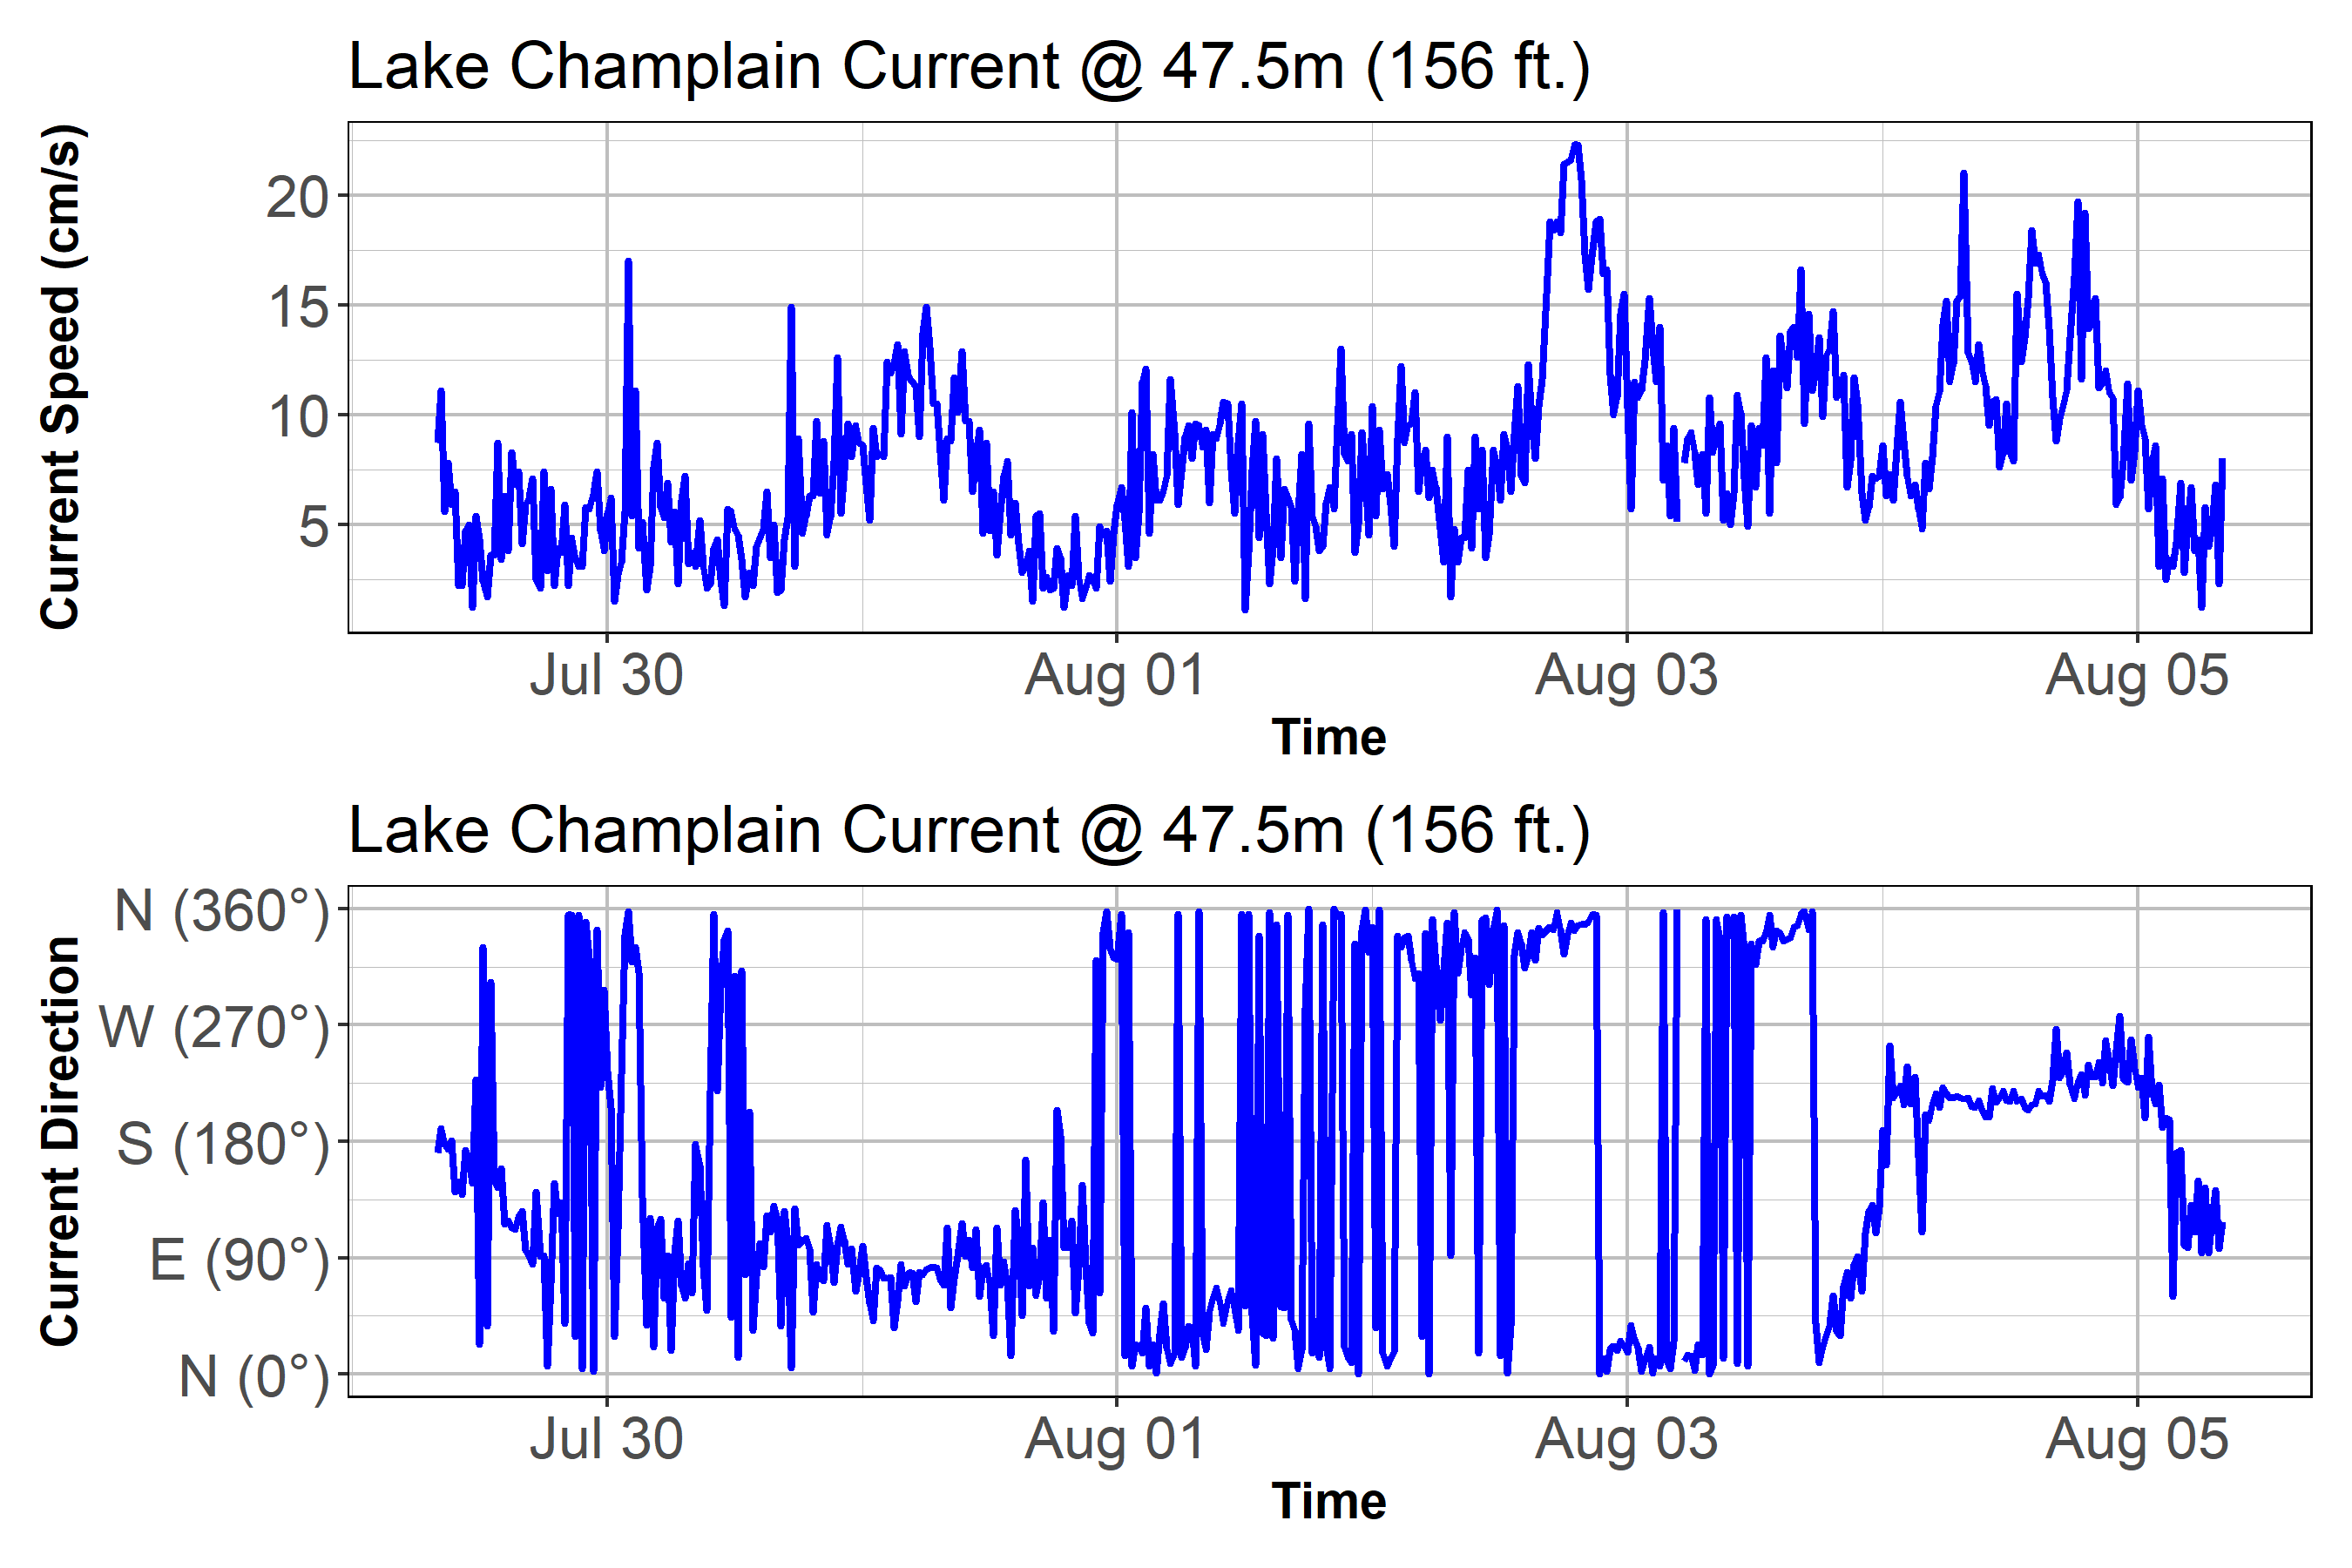 Lake Champlain Current @ 47.5m (156 ft.)
Current Speed (cm/s)
20
15
10
5
Jul 30
Aug 01
Aug 03
Aug 05
Time
Lake Champlain Current @ 47.5m (156 ft.)
Current Direction
N (360°)
W (270°)
S (180°)
E (90°)
N (0°)
Jul 30
Aug 01
Aug 03
Aug 05
Time